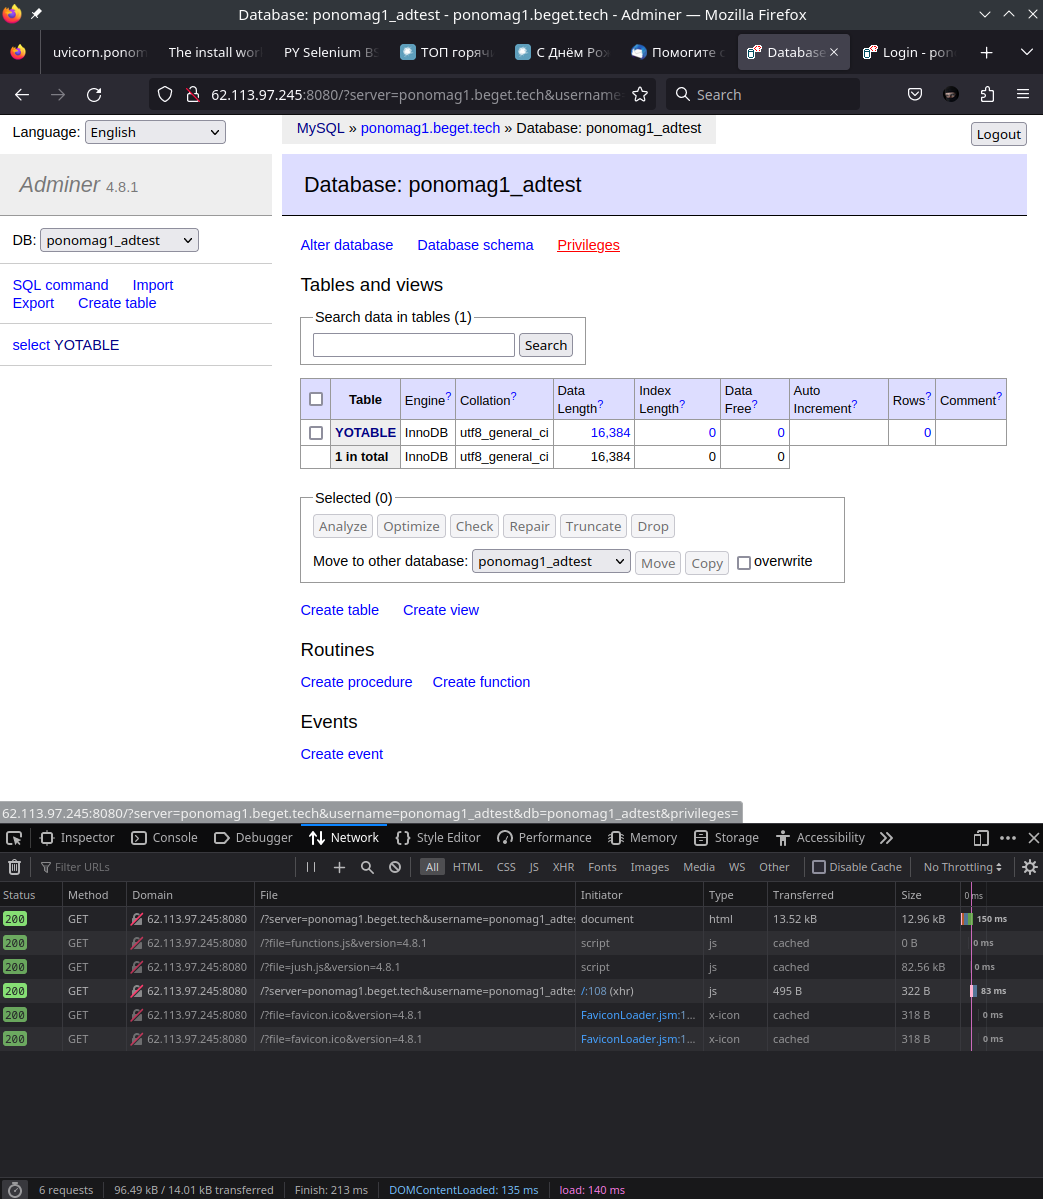 Database: ponomag1_adtest - ponomag1.beget.tech - Adminer — Mozilla Firefox
uvicorn.ponom The install wor PY Selenium BS ТОП горячи С Днём Рож Помогите с Database Login - pon
62.113.97.245:8080/?server=ponomag1.beget.tech&username Search
Language: English MySQL » ponomag1.beget.tech » Database: ponomag1_adtest Logout
Adminer 4.8.1 Database: ponomag1_adtest
DB: ponomag1_adtest
SQL command Import
Export Create table
select YOTABLE
Alter database Database schema Privileges
Tables and views
Search data in tables (1)
Search
Table Engine? Collation? Data Length? Index Length? Data Free? Auto Increment? Rows? Comment?
YOTABLE InnoDB utf8_general_ci 16,384 0 0 0
1 in total InnoDB utf8_general_ci 16,384 0 0
Selected (0)
Analyze Optimize Check Repair Truncate Drop
Move to other database: ponomag1_adtest Move Copy overwrite
Create table Create view
Routines
Create procedure Create function
Events
Create event
62.113.97.245:8080/?server=ponomag1.beget.tech&username=ponomag1_adtest&db=ponomag1_adtest&privileges=
Inspector Console Debugger Network Style Editor Performance Memory Storage Accessibility
Filter URLs All HTML CSS JS XHR Fonts Images Media WS Other Disable Cache No Throttling
Status Method Domain File Initiator Type Transferred Size 0 ms
200 GET 62.113.97.245:8080 /?server=ponomag1.beget.tech&username=ponomag1_adtes document html 13.52 kB 12.96 kB 150 ms
200 GET 62.113.97.245:8080 /?file=functions.js&version=4.8.1 script js cached 0 B 0 ms
200 GET 62.113.97.245:8080 /?file=jush.js&version=4.8.1 script js cached 82.56 kB 0 ms
200 GET 62.113.97.245:8080 /?server=ponomag1.beget.tech&username=ponomag1_adtes /:108 (xhr) js 495 B 322 B 83 ms
200 GET 62.113.97.245:8080 /?file=favicon.ico&version=4.8.1 FaviconLoader.jsm:1... x-icon cached 318 B 0 ms
200 GET 62.113.97.245:8080 /?file=favicon.ico&version=4.8.1 FaviconLoader.jsm:1... x-icon cached 318 B 0 ms
6 requests 96.49 kB / 14.01 kB transferred Finish: 213 ms DOMContentLoaded: 135 ms load: 140 ms